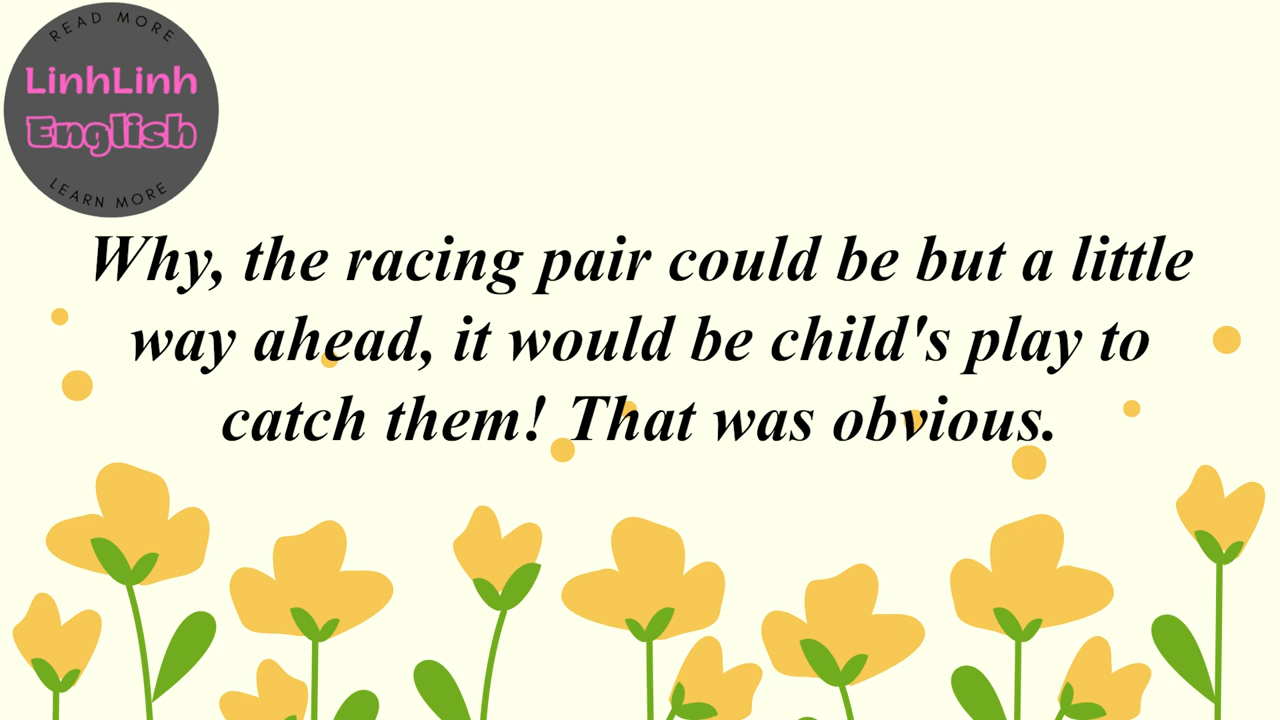 READ MORE
LinhLinh
English
LEARN MORE
Why, the racing pair could be but a little
way ahead, it would be child's play to
catch them! That was obvious.